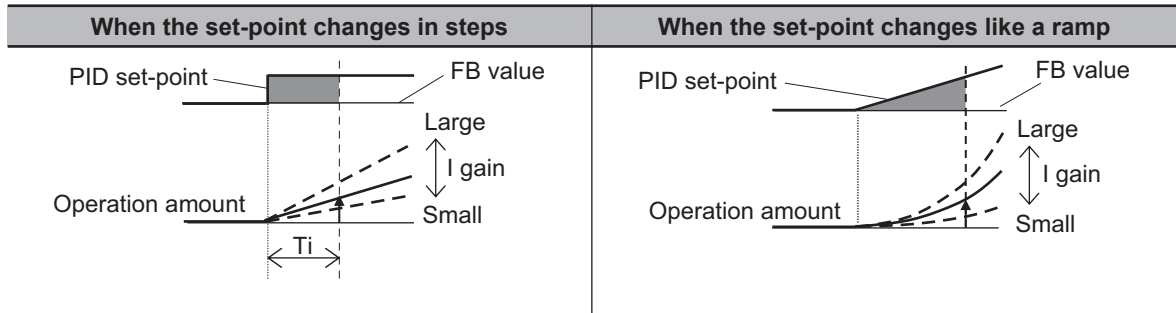 When the set-point changes in steps
PID set-point
FB value
Large
I gain
Operation amount
Small
Ti
When the set-point changes like a ramp
PID set-point
FB value
Large
I gain
Operation amount
Small